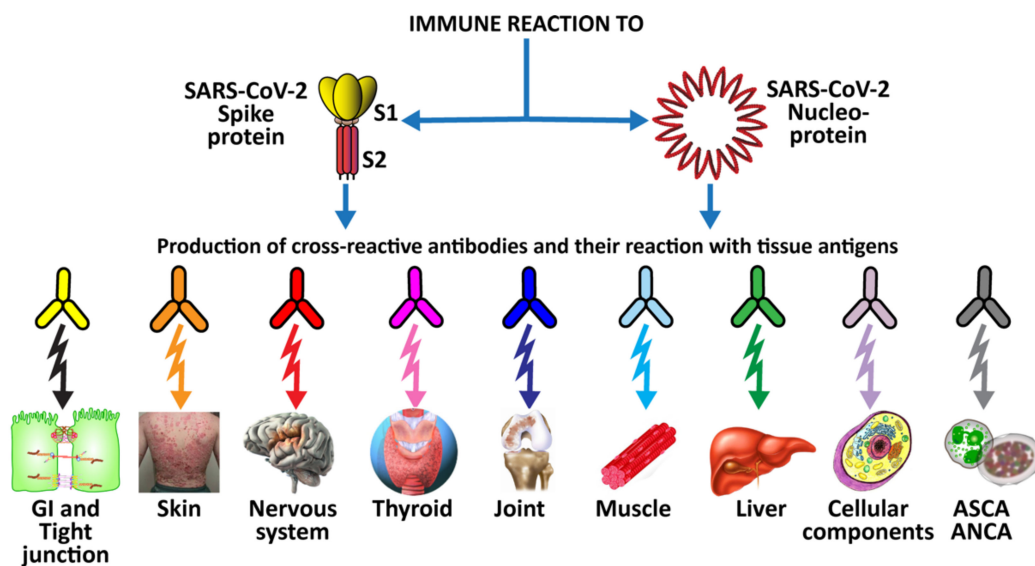 IMMUNE REACTION TO
SARS-CoV-2
Spike
protein
S1
S2
SARS-CoV-2
Nucleo-
protein
Production of cross-reactive antibodies and their reaction with tissue antigens
GI and
Tight
junction
Skin
Nervous
system
Thyroid
Joint
Muscle
Liver
Cellular
components
ASCA
ANCA